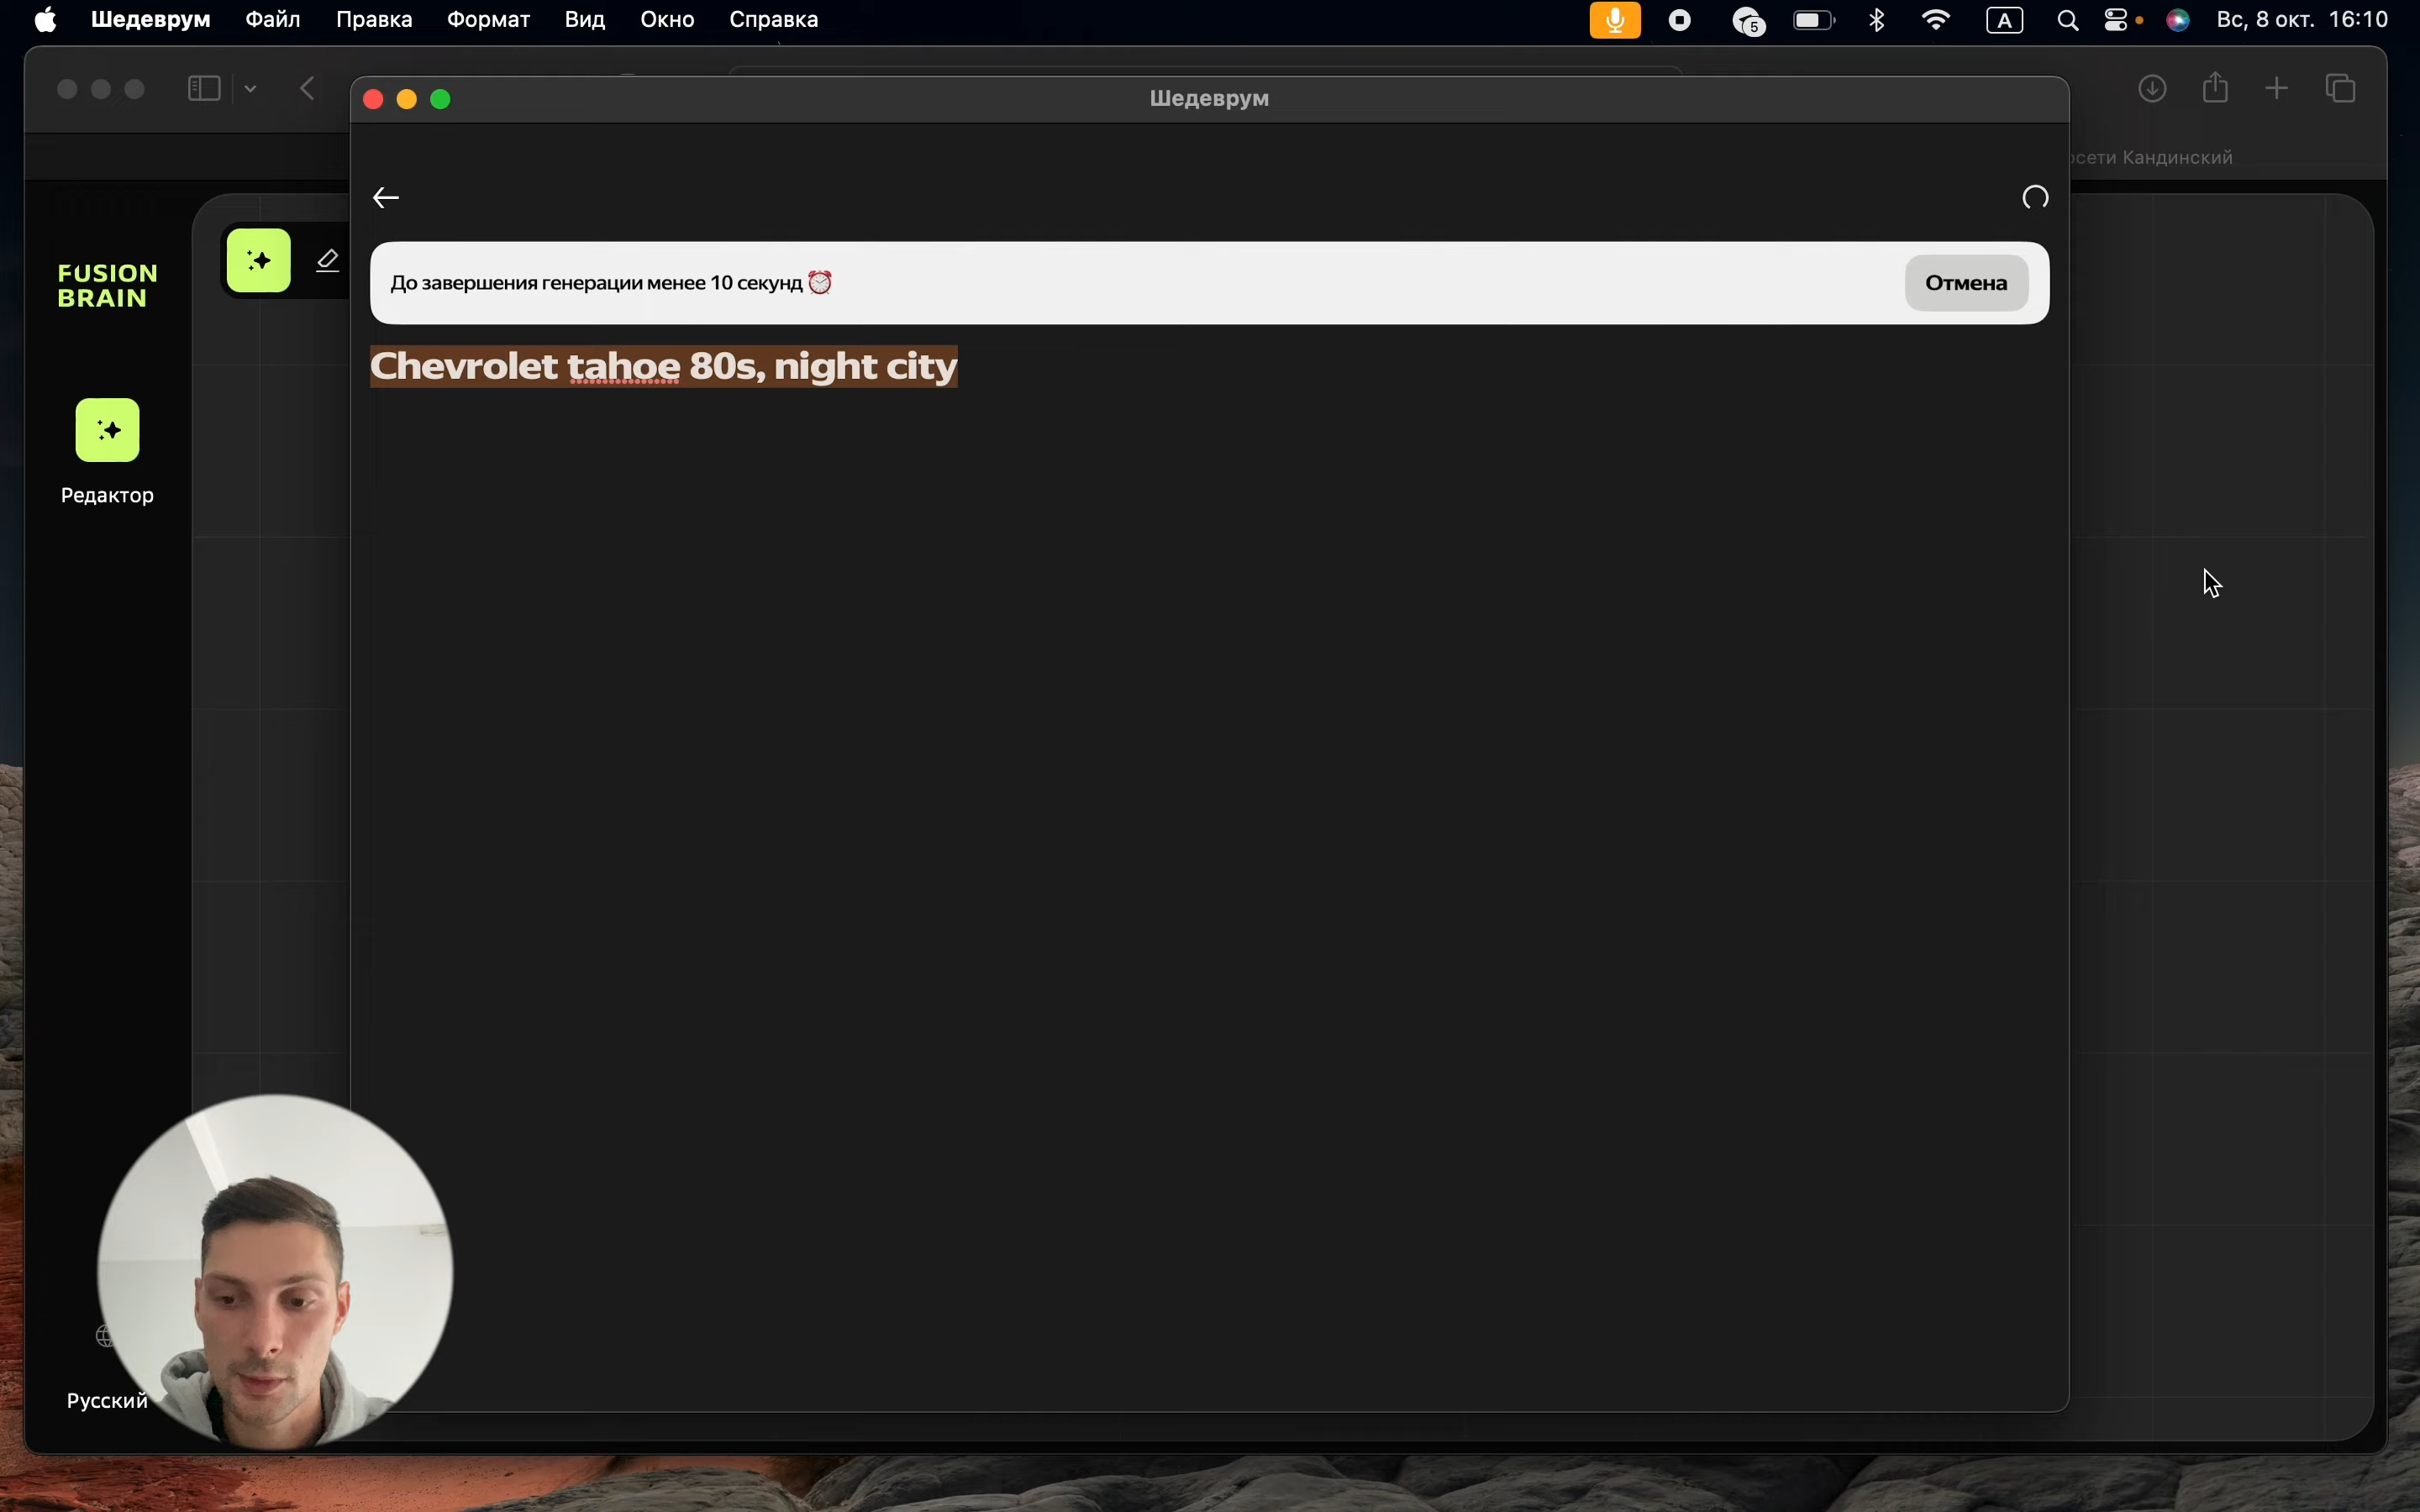 Шедеврум Файл Правка Формат Вид Окно Справка 5 A Вс, 8 окт. 16:10
Шедеврум
Кандинский
FUSION
BRAIN
До завершения генерации менее 10 секунд ⏰ Отмена
Chevrolet tahoe 80s, night city
Редактор
Русский